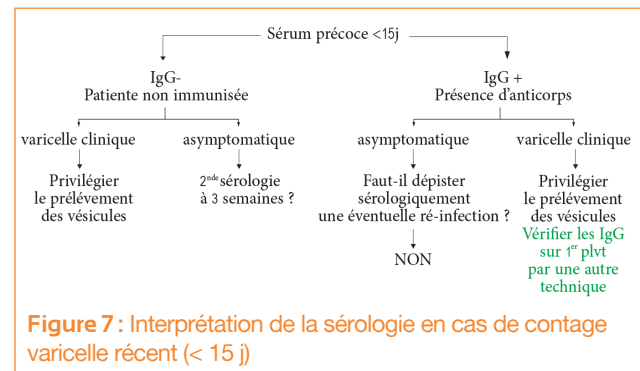 Sérum précoce <15j
IgG-
Patiente non immunisée
IgG +
Présence d'anticorps
varicelle clinique
asymptomatique
asymptomatique
varicelle clinique
Privilégier
le prélévement
des vésicules
2nde sérologie
à 3 semaines ?
Faut-il dépister
sérologiquement
une éventuelle ré-infection ?
NON
Privilégier
le prélévement
des vésicules
Vérifier les IgG
sur 1er plvt
par une autre
technique
Figure 7 : Interprétation de la sérologie en cas de contage
varicelle récent (< 15 j)